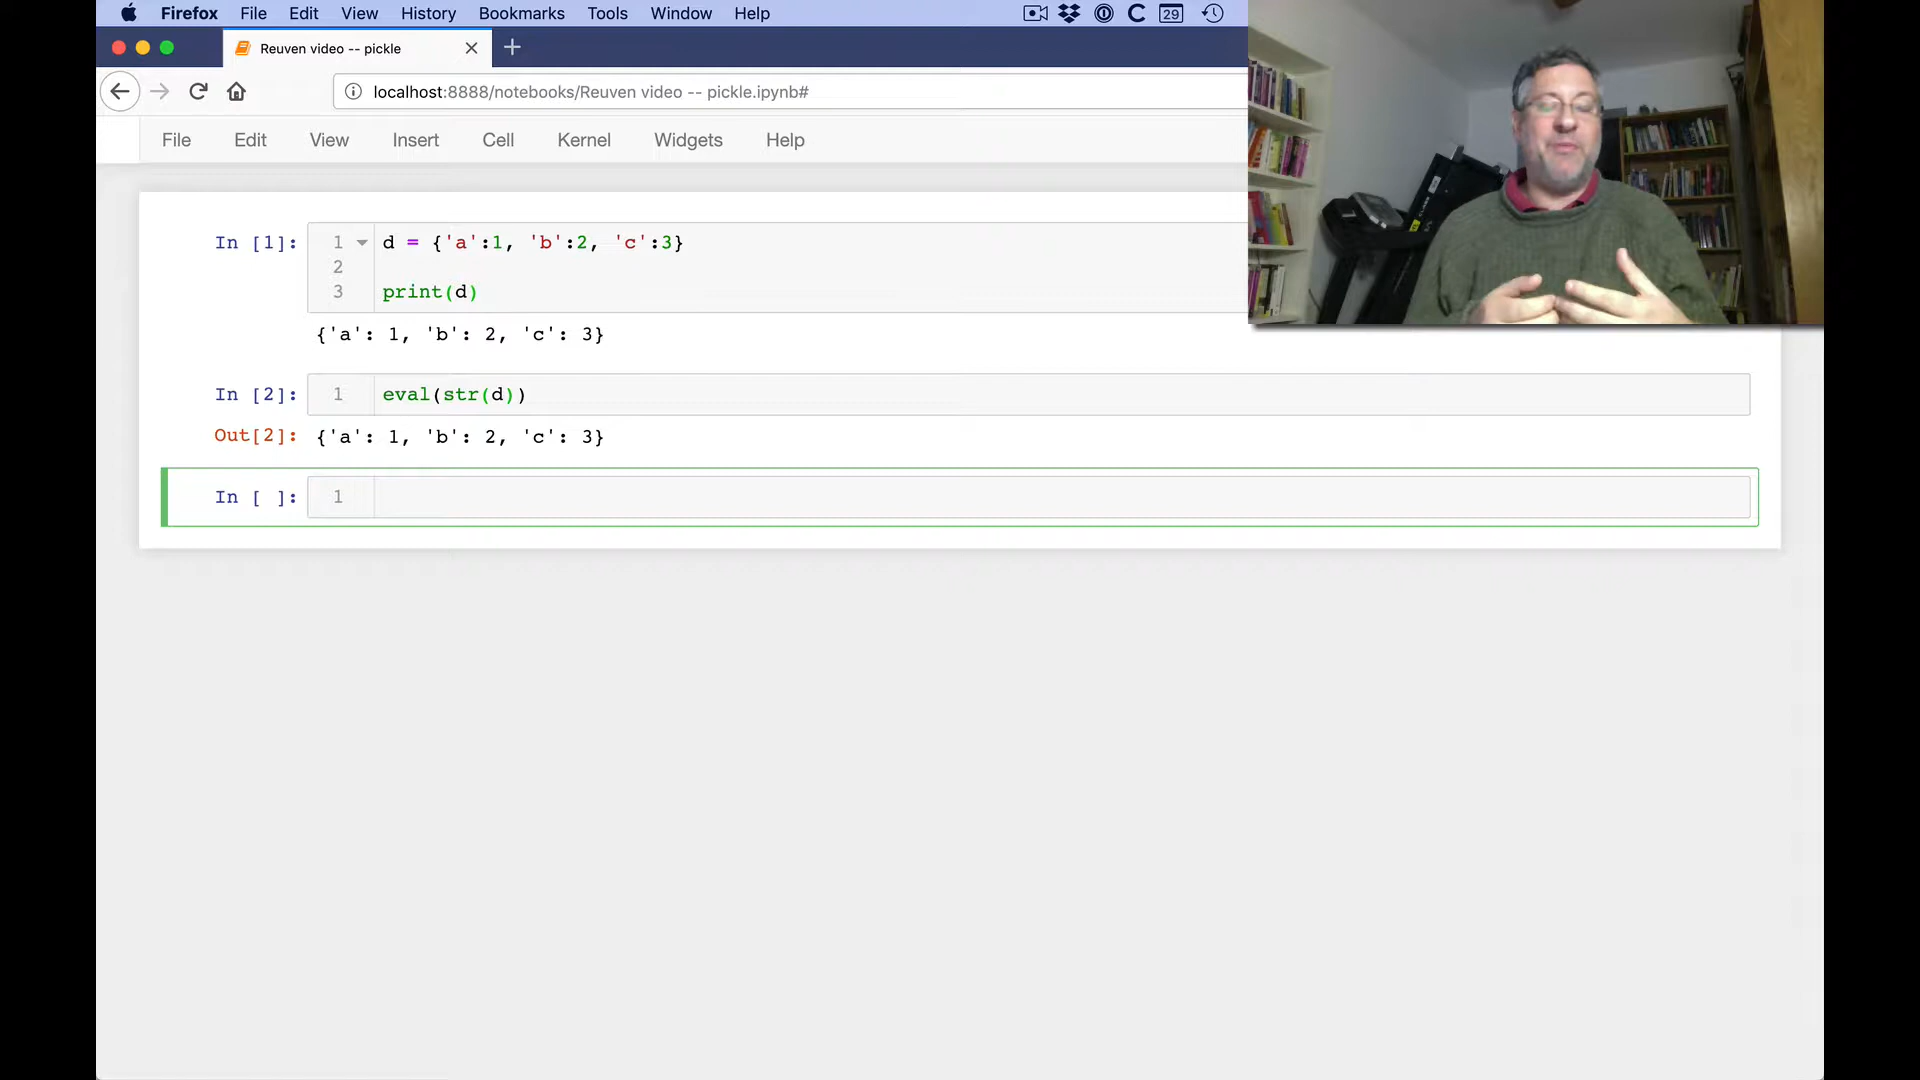 Firefox File Edit View History Bookmarks Tools Window Help 29
Reuven video -- pickle
localhost:8888/notebooks/Reuven video -- pickle.ipynb#
File Edit View Insert Cell Kernel Widgets Help
In [1]: 1 d = {'a':1, 'b':2, 'c':3}
2
3 print(d)
{'a': 1, 'b': 2, 'c': 3}
In [2]: 1 eval(str(d))
Out[2]: {'a': 1, 'b': 2, 'c': 3}
In [ ]: 1